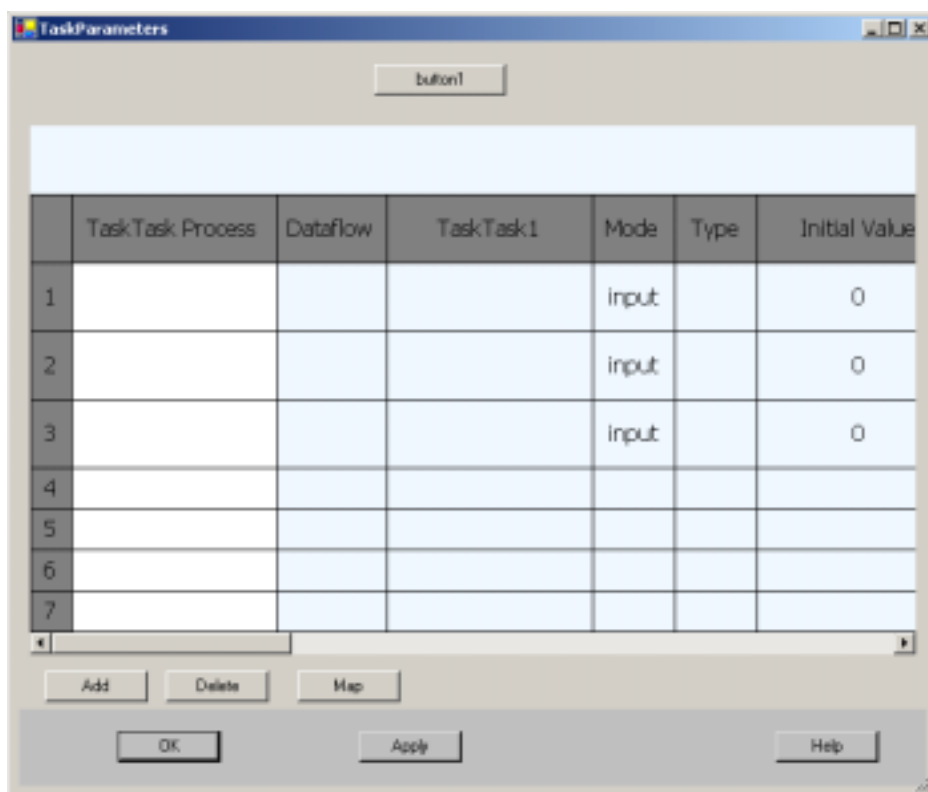 TaskParameters
button1
TaskTask Process Dataflow TaskTask1 Mode Type Initial Value
1 input 0
2 input 0
3 input 0
4
5
6
7
Add Delete Map
OK Apply Help